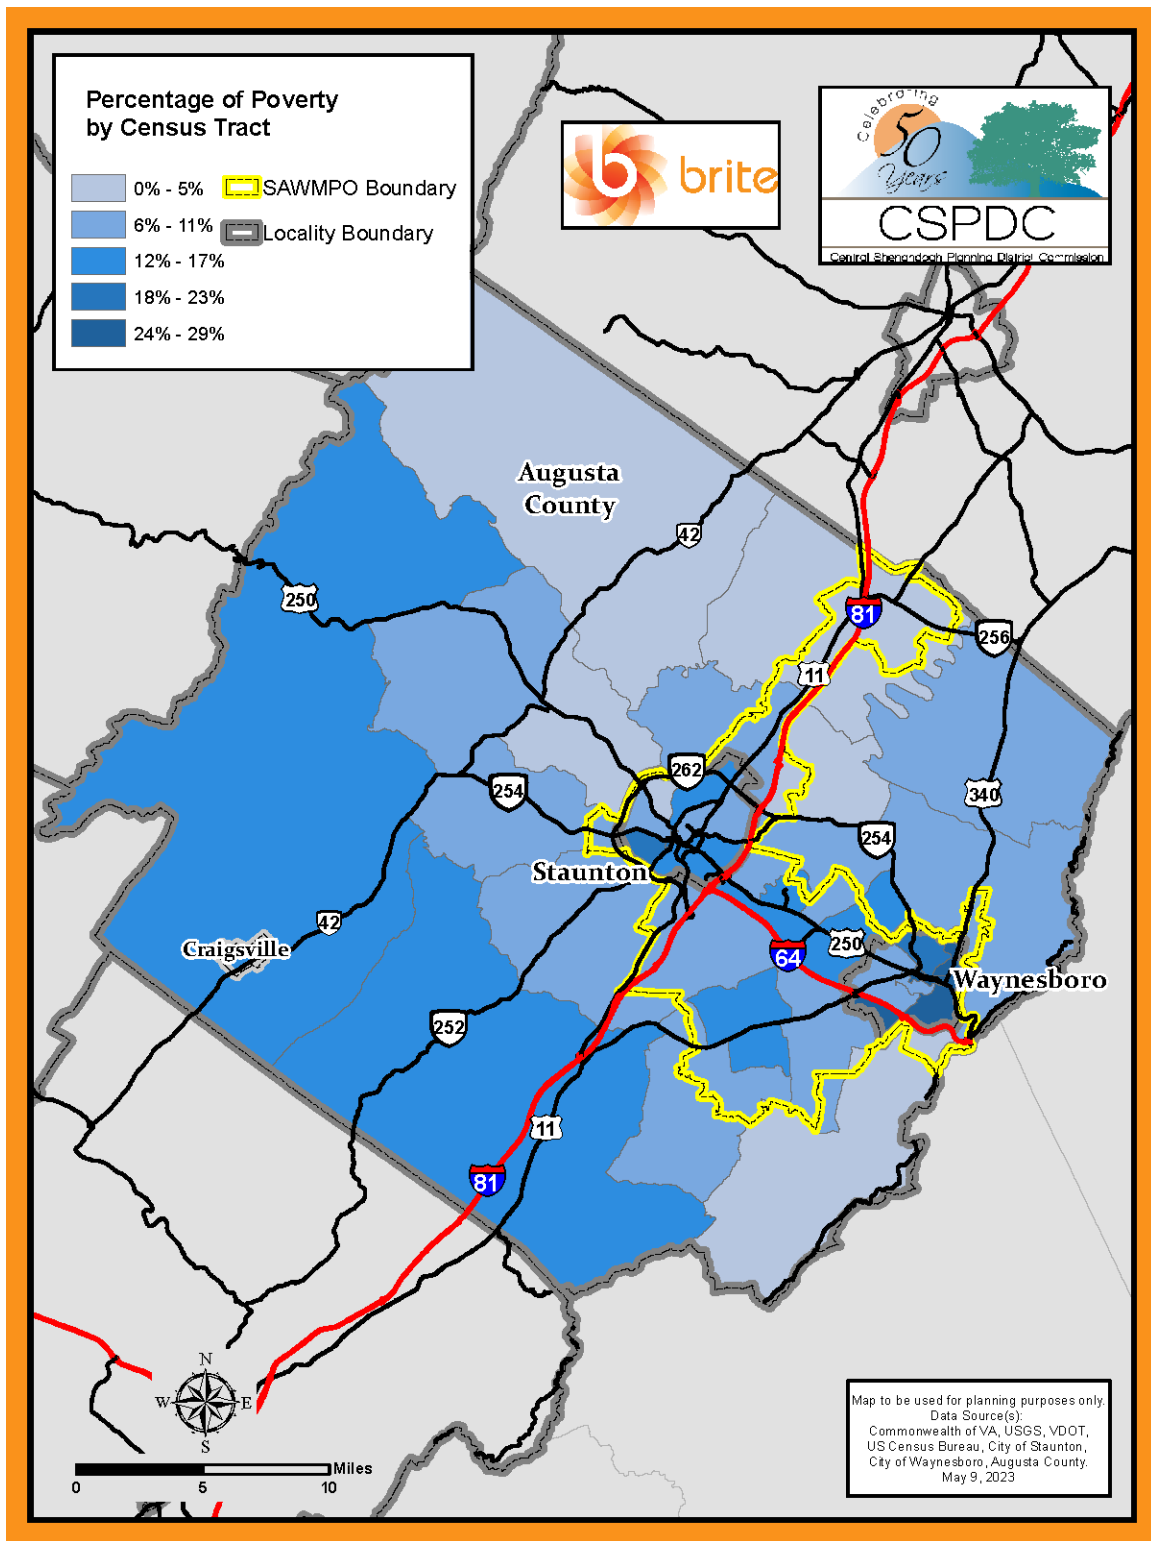 Percentage of Poverty
by Census Tract
0% - 5%
SAWMPO Boundary
6% - 11%
Locality Boundary
12% - 17%
18% - 23%
24% - 29%
brite
Celebrating
50
Years
CSPDC
Central Shenandoah Planning District Commission
Augusta
County
42
250
81
256
11
262
340
254
254
Staunton
42
Craigsville
250
64
Waynesboro
252
11
81
N
W
E
S
Miles
0
5
10
Map to be used for planning purposes only.
Data Source(s):
Commonwealth of VA, USGS, VDOT,
US Census Bureau, City of Staunton,
City of Waynesboro, Augusta County.
May 9, 2023